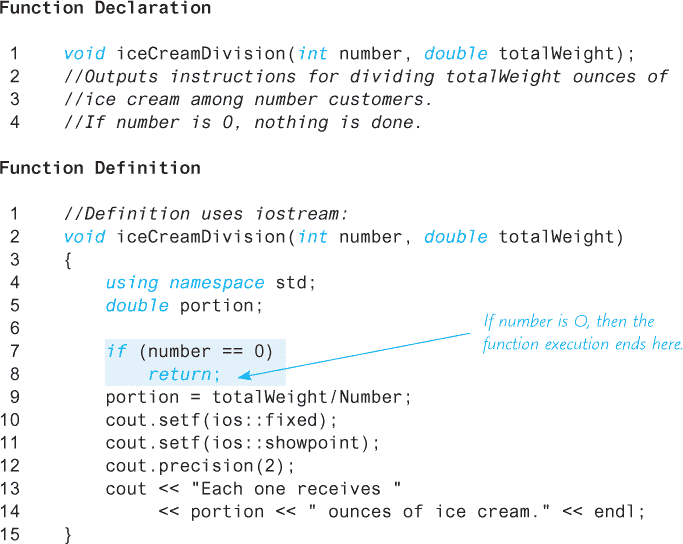 Function Declaration
1 void iceCreamDivision(int number, double totalWeight);
2 //Outputs instructions for dividing totalWeight ounces of
3 //ice cream among number customers.
4 //If number is 0, nothing is done.
Function Definition
1 //Definition uses iostream:
2 void iceCreamDivision(int number, double totalWeight)
3 {
4 using namespace std;
5 double portion;
6
If number is 0, then the
function execution ends here.
7 if (number == 0)
8 return;
9 portion = totalWeight/Number;
10 cout.setf(ios::fixed);
11 cout.setf(ios::showpoint);
12 cout.precision(2);
13 cout << "Each one receives "
14 << portion << " ounces of ice cream." << endl;
15 }